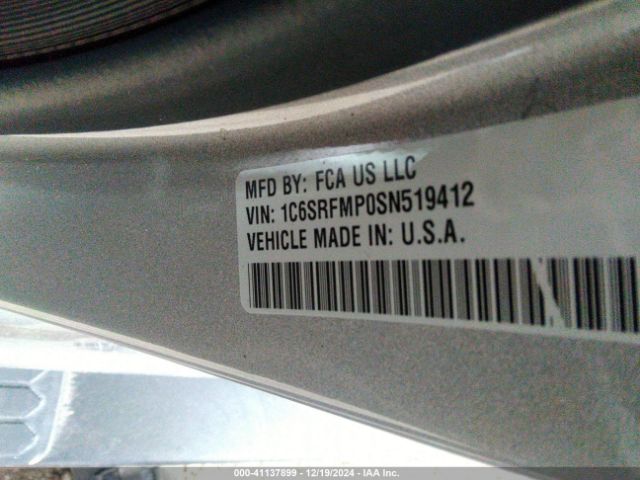 MFD BY: FCA US LLC
VIN: 1C6SRFMP0SN519412
VEHICLE MADE IN: U.S.A.
000-41137899 - 12/19/2024 - IAA Inc.